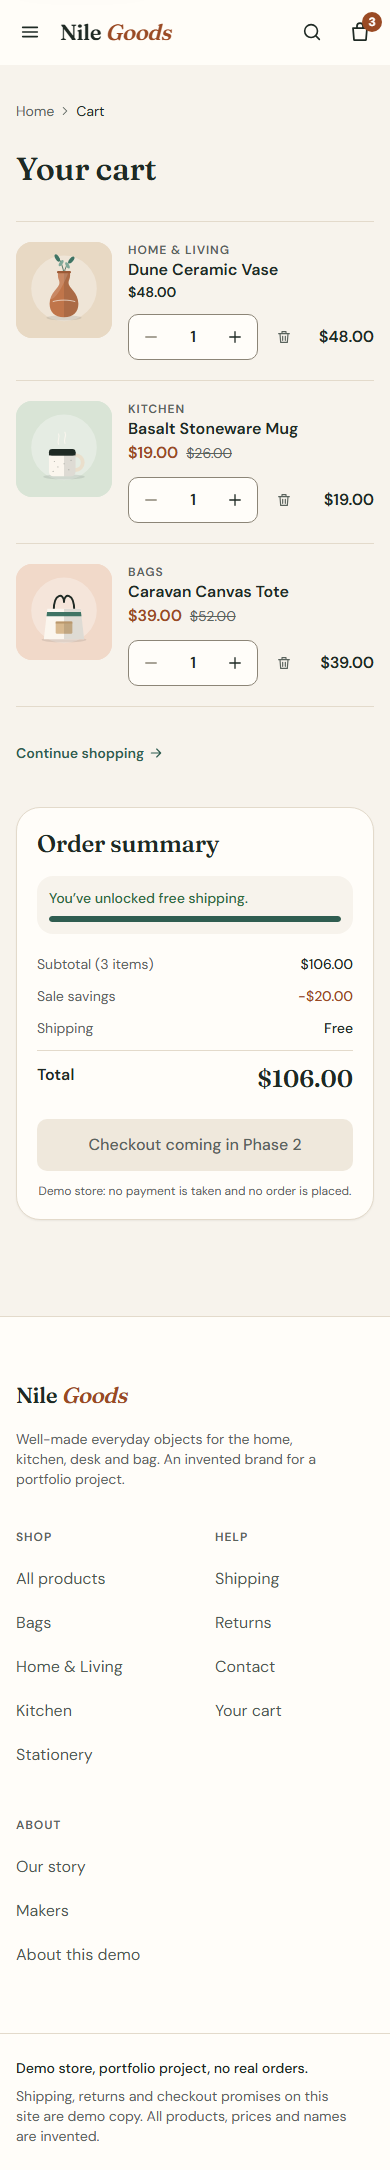 Nile Goods
3
Home > Cart
Your cart
HOME & LIVING
Dune Ceramic Vase
$48.00
− 1 + $48.00
KITCHEN
Basalt Stoneware Mug
$19.00 $26.00
− 1 + $19.00
BAGS
Caravan Canvas Tote
$39.00 $52.00
− 1 + $39.00
Continue shopping →
Order summary
You’ve unlocked free shipping.
Subtotal (3 items) $106.00
Sale savings -$20.00
Shipping Free
Total $106.00
Checkout coming in Phase 2
Demo store: no payment is taken and no order is placed.
Nile Goods
Well-made everyday objects for the home,
kitchen, desk and bag. An invented brand for a
portfolio project.
SHOP
All products
Bags
Home & Living
Kitchen
Stationery
HELP
Shipping
Returns
Contact
Your cart
ABOUT
Our story
Makers
About this demo
Demo store, portfolio project, no real orders.
Shipping, returns and checkout promises on this
site are demo copy. All products, prices and names
are invented.